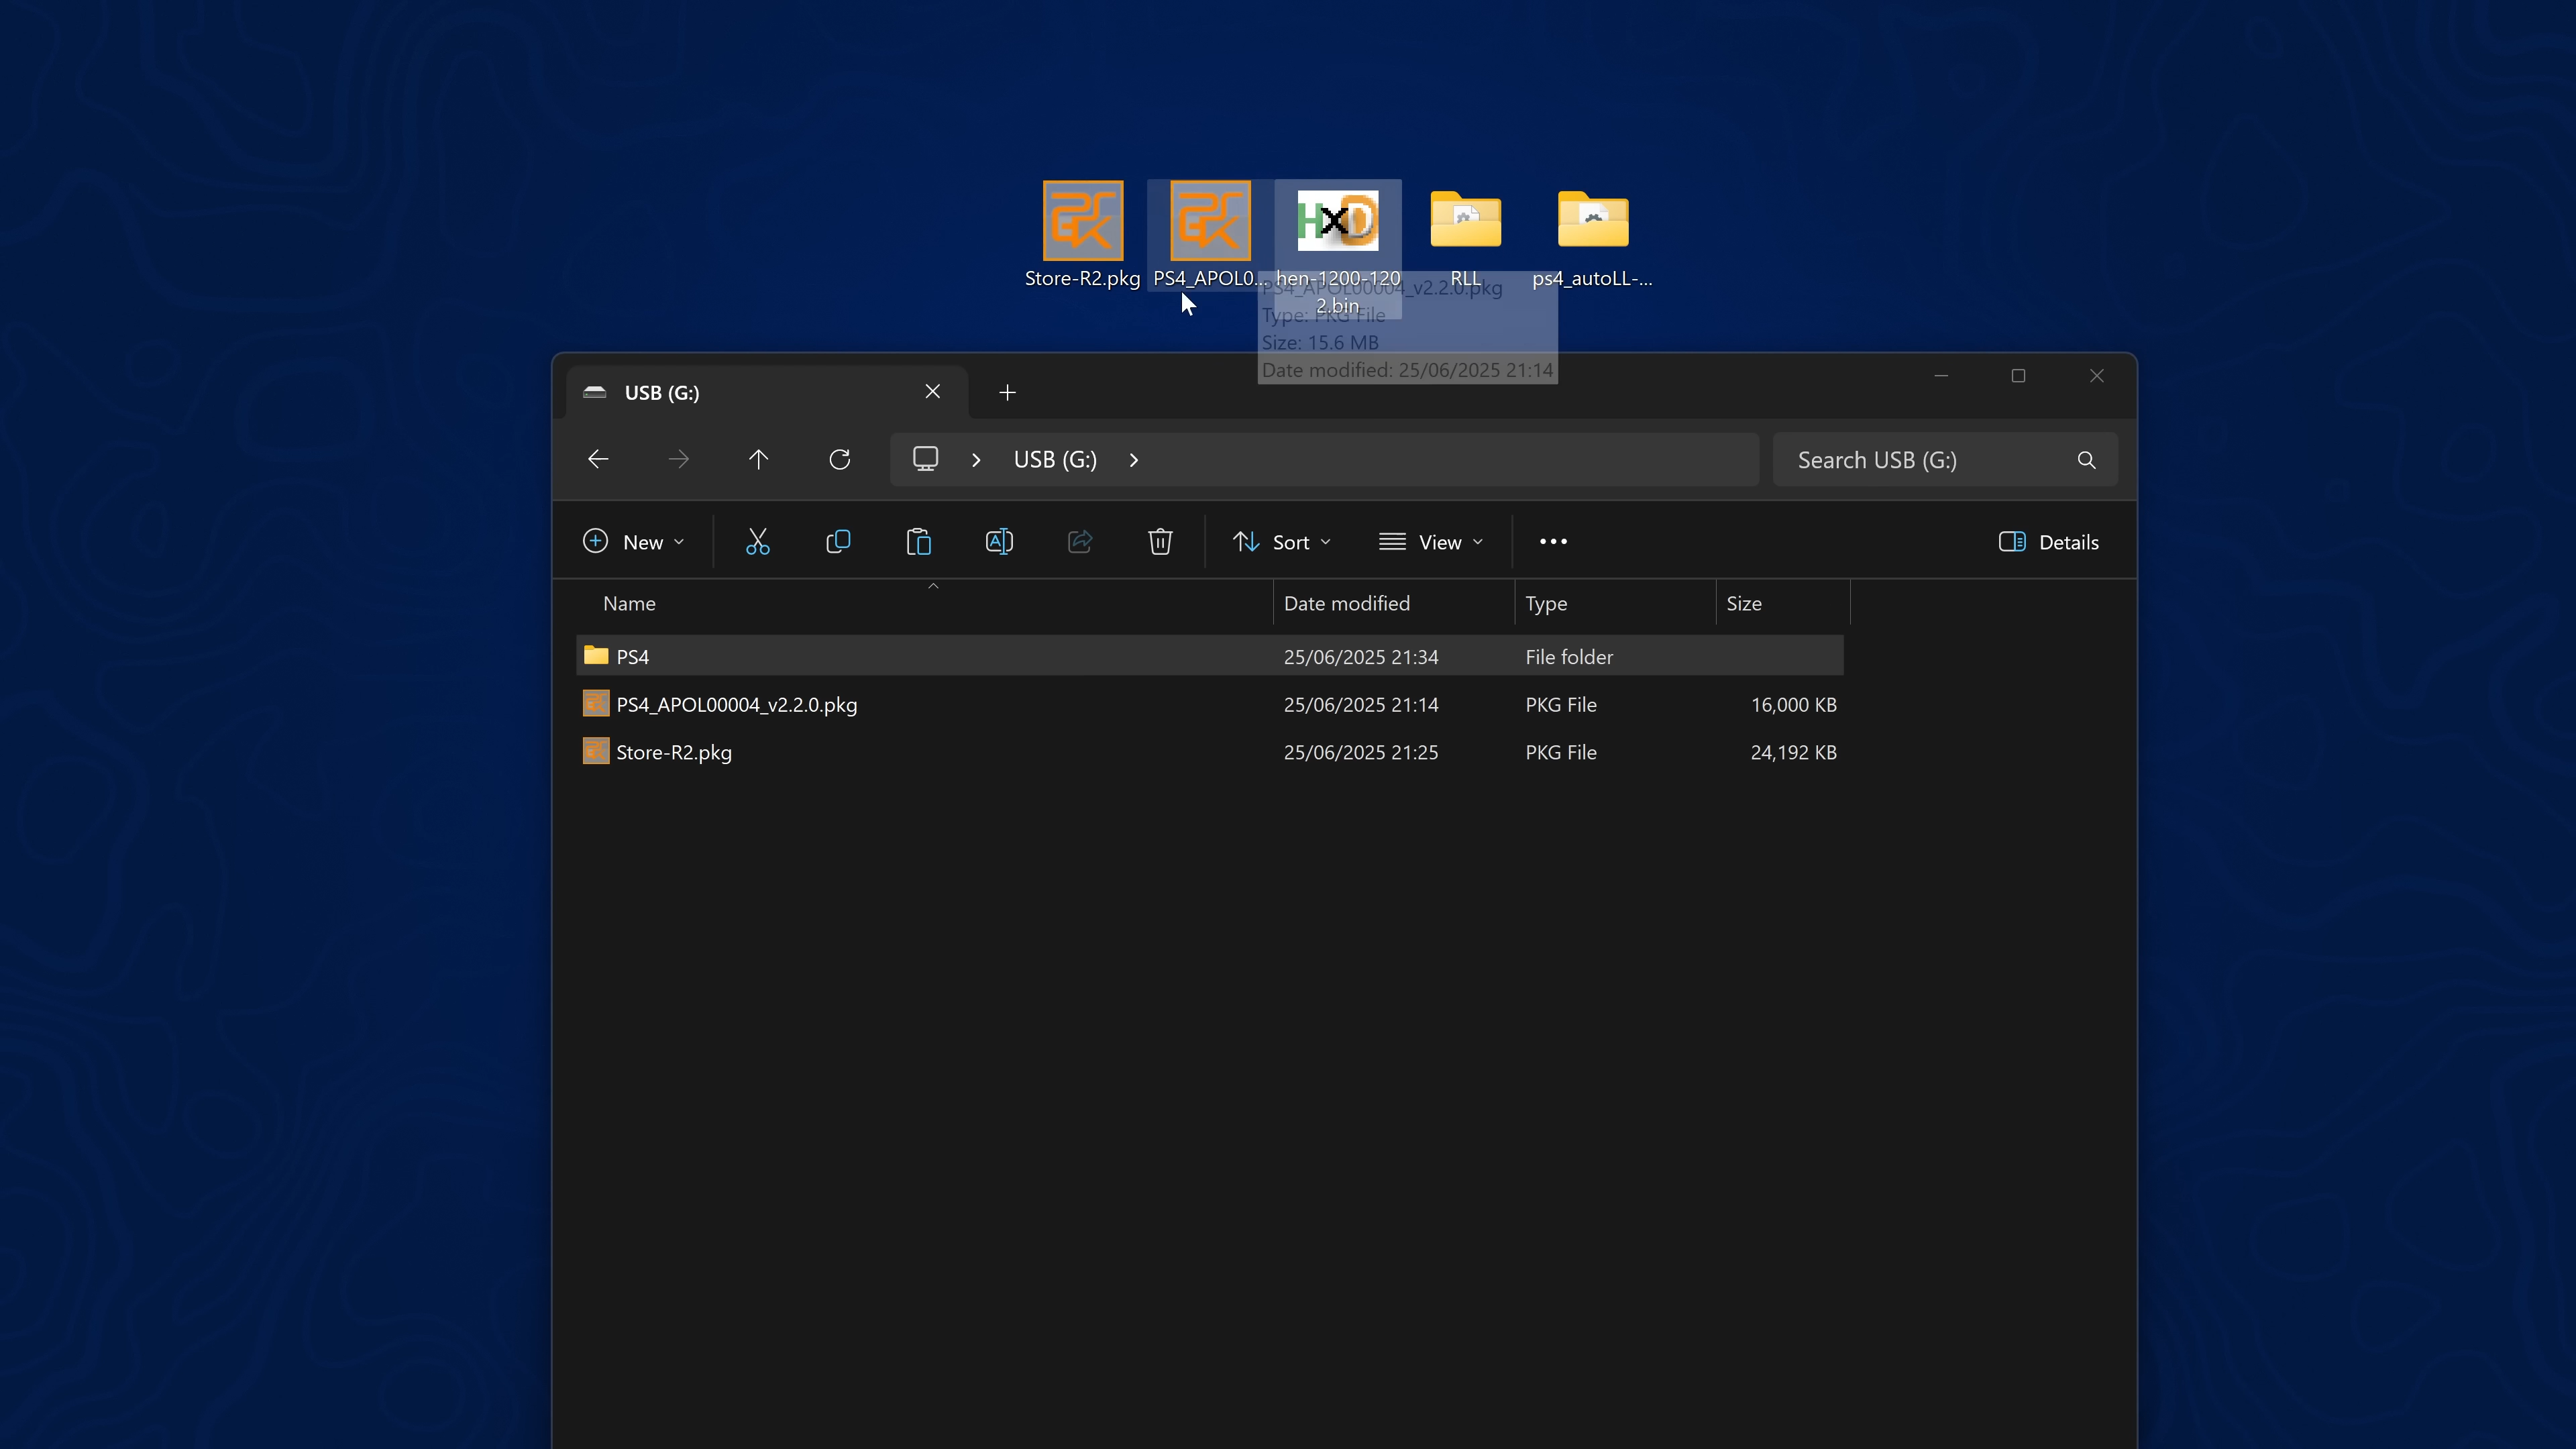 Store-R2.pkg
PS4_APOL0...
hen-1200-120
2.bin
RLL
ps4_autoLL-...
HxD
PS4_APOL00004_v2.2.0.pkg
Type: PKG File
Size: 15.6 MB
Date modified: 25/06/2025 21:14
USB (G:)
USB (G:)
Search USB (G:)
New
Sort
View
Details
Name Date modified Type Size
PS4 25/06/2025 21:34 File folder
PS4_APOL00004_v2.2.0.pkg 25/06/2025 21:14 PKG File 16,000 KB
Store-R2.pkg 25/06/2025 21:25 PKG File 24,192 KB